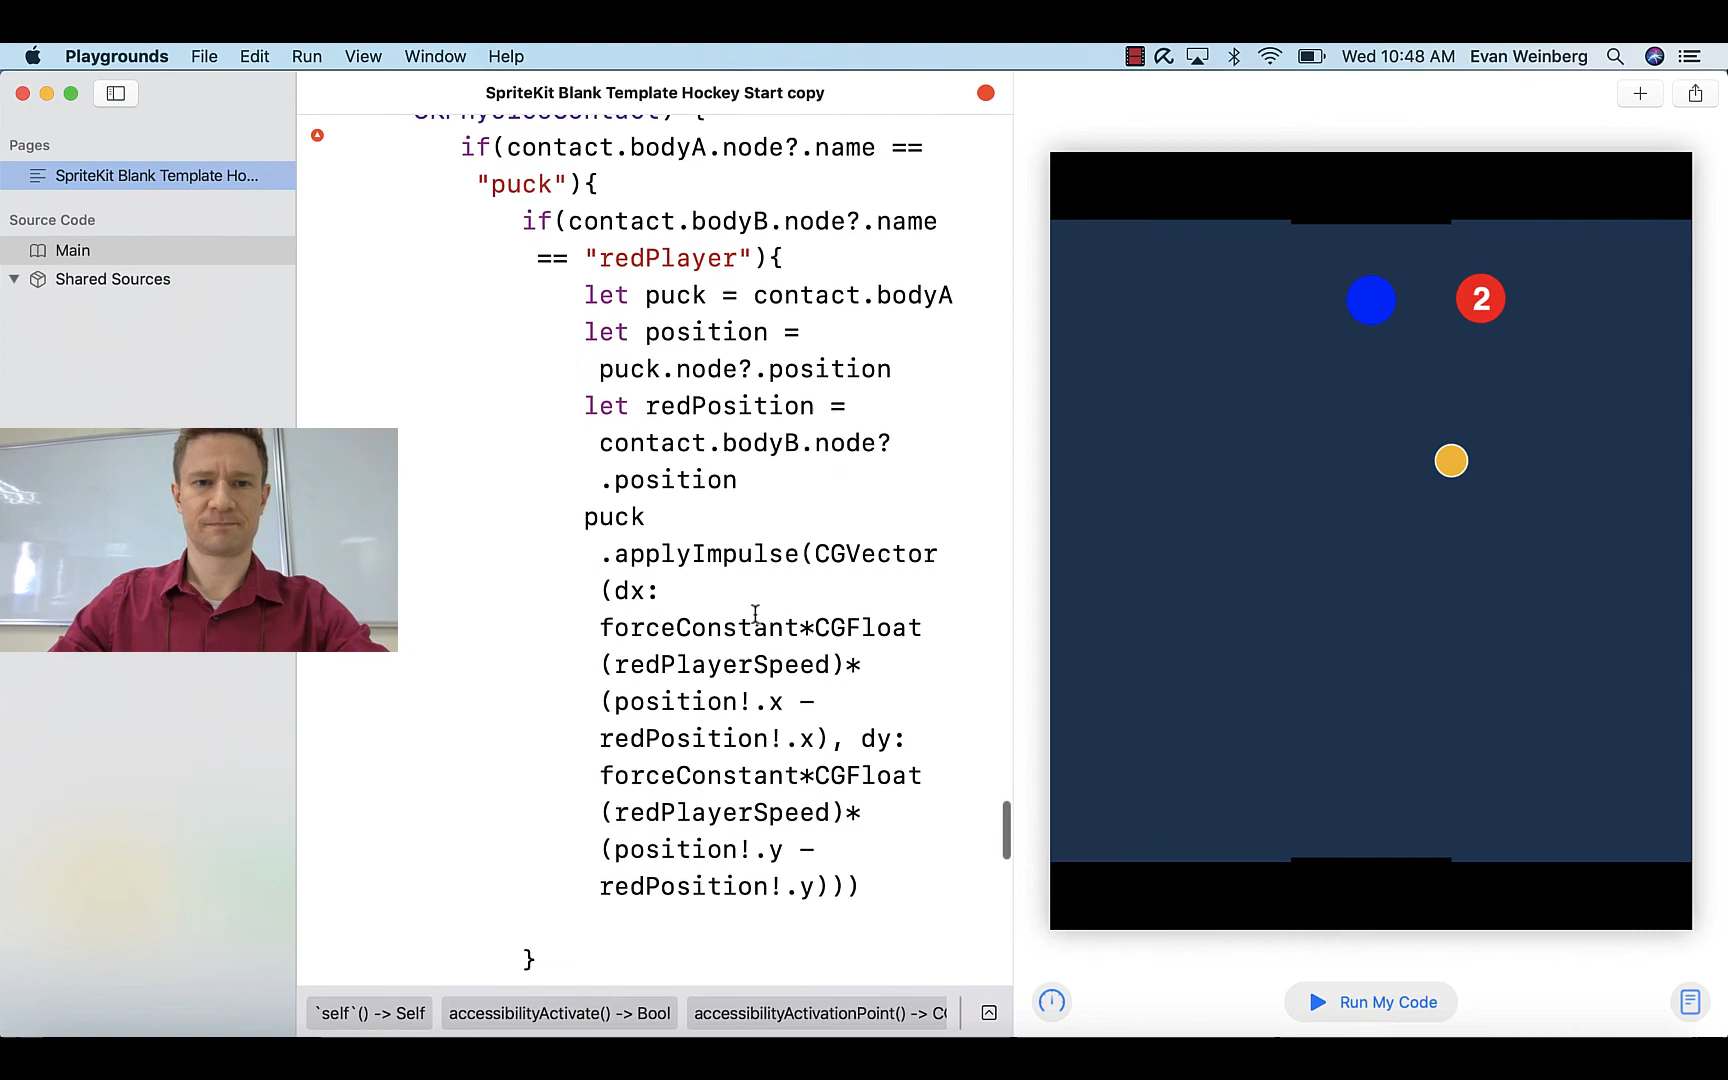 Playgrounds File Edit Run View Window Help Wed 10:48 AM Evan Weinberg
SpriteKit Blank Template Hockey Start copy
Pages
SpriteKit Blank Template Ho...
Source Code
Main
Shared Sources
SKPhysicsContact) {
if(contact.bodyA.node?.name ==
"puck"){
if(contact.bodyB.node?.name
== "redPlayer"){
let puck = contact.bodyA
let position =
puck.node?.position
let redPosition =
contact.bodyB.node?
.position
puck
.applyImpulse(CGVector
(dx:
forceConstant*CGFloat
(redPlayerSpeed)*
(position!.x –
redPosition!.x), dy:
forceConstant*CGFloat
(redPlayerSpeed)*
(position!.y –
redPosition!.y)))
}
`self`() -> Self accessibilityActivate() -> Bool accessibilityActivationPoint() -> C
2
Run My Code